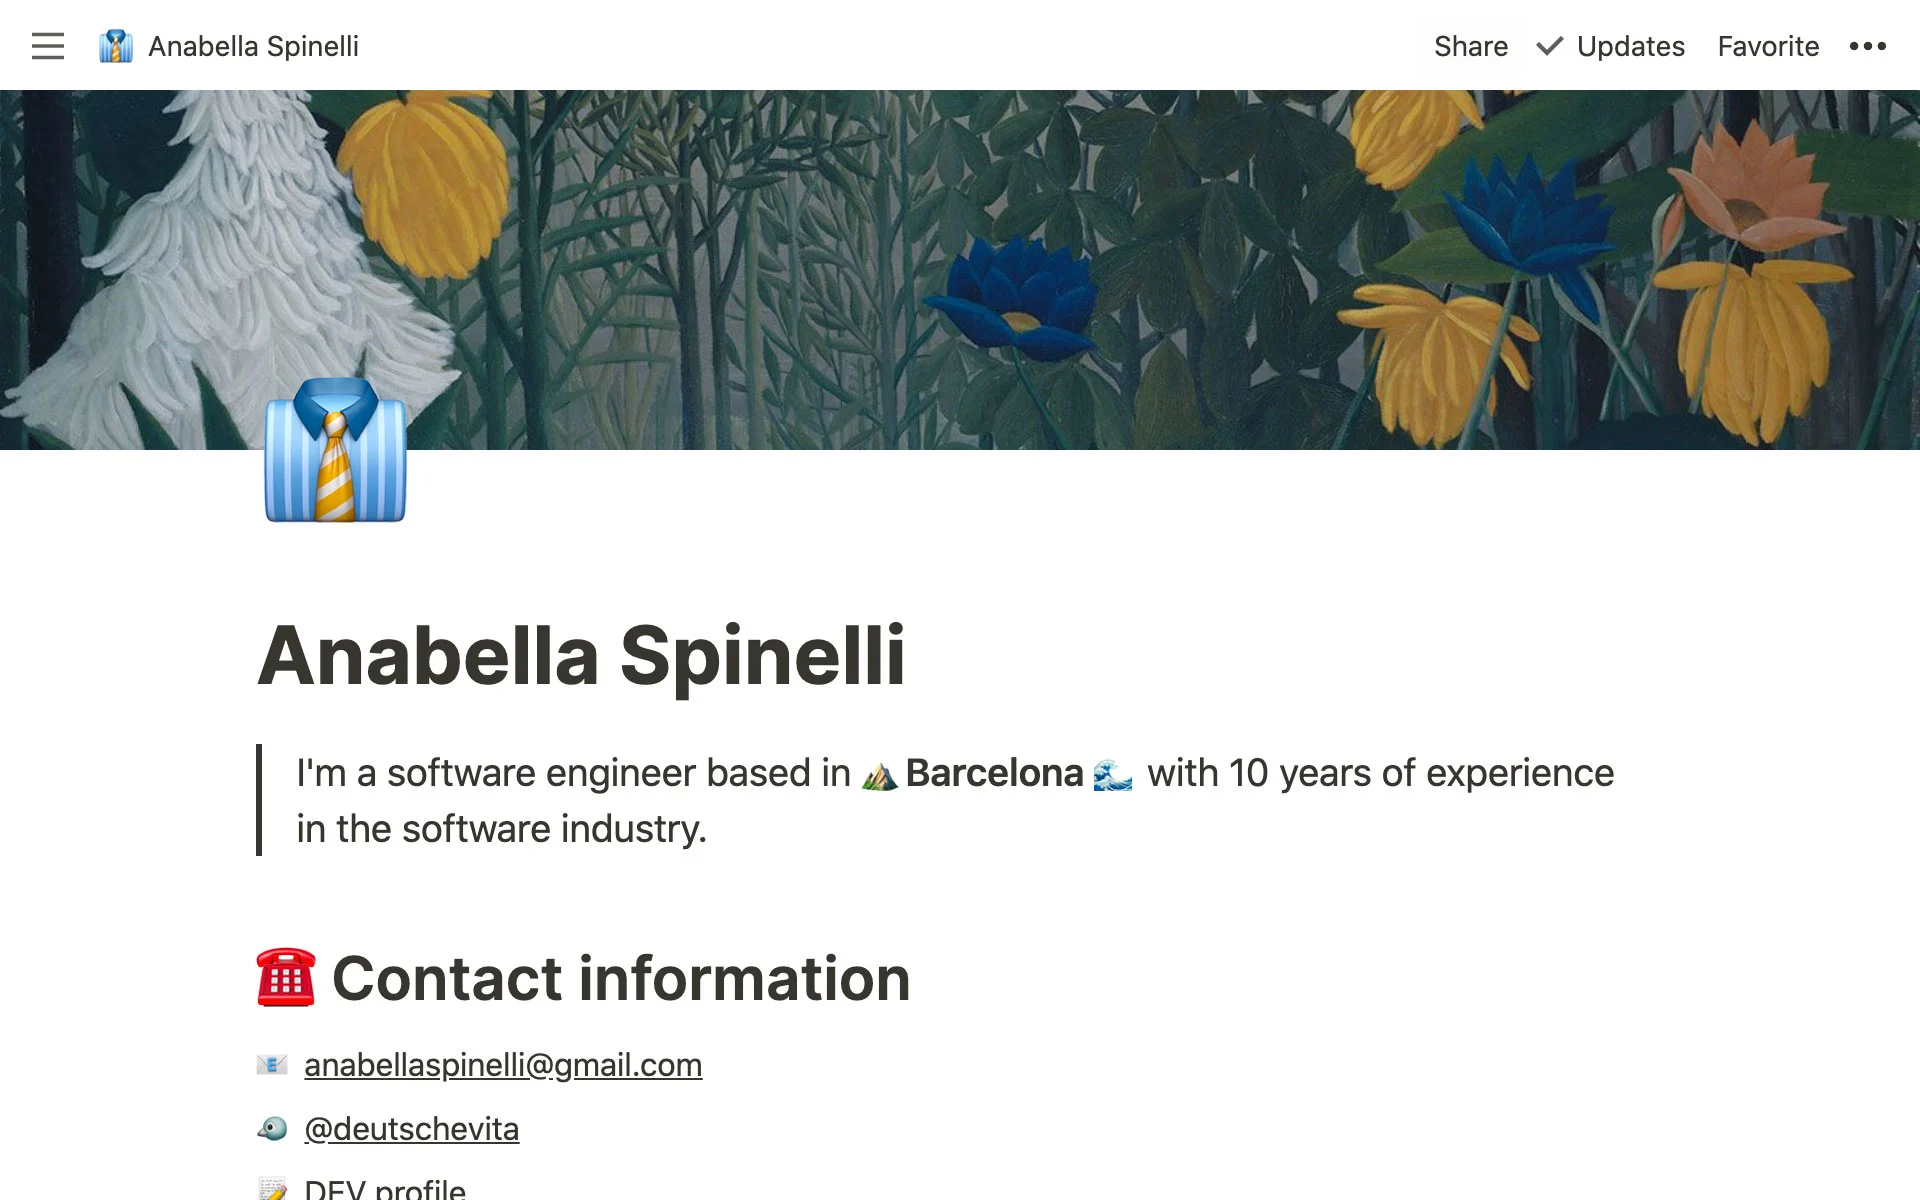 Anabella Spinelli
Share
Updates
Favorite
Anabella Spinelli
I'm a software engineer based in ⛰️ Barcelona 🌊 with 10 years of experience
in the software industry.
☎️ Contact information
📧 anabellaspinelli@gmail.com
🐦 @deutschevita
📝 DEV profile